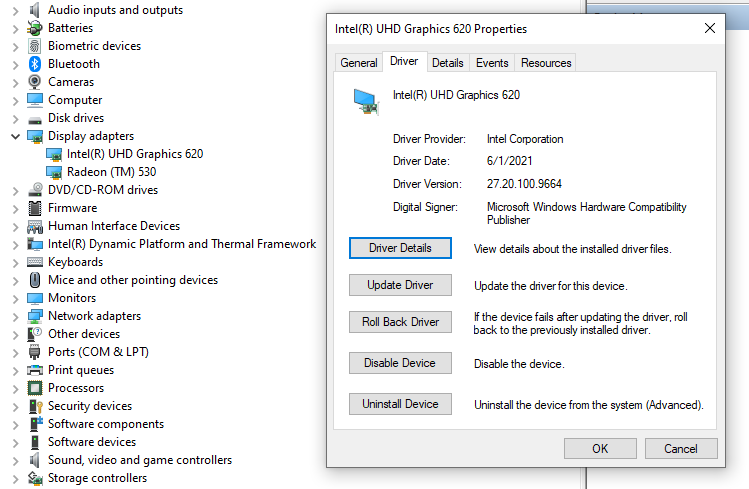 Audio inputs and outputs
Batteries
Biometric devices
Bluetooth
Cameras
Computer
Disk drives
Display adapters
Intel(R) UHD Graphics 620
Radeon (TM) 530
DVD/CD-ROM drives
Firmware
Human Interface Devices
Intel(R) Dynamic Platform and Thermal Framework
Keyboards
Mice and other pointing devices
Monitors
Network adapters
Other devices
Ports (COM & LPT)
Print queues
Processors
Security devices
Software components
Software devices
Sound, video and game controllers
Storage controllers
Intel(R) UHD Graphics 620 Properties
General Driver Details Events Resources
Intel(R) UHD Graphics 620
Driver Provider: Intel Corporation
Driver Date: 6/1/2021
Driver Version: 27.20.100.9664
Digital Signer: Microsoft Windows Hardware Compatibility
Publisher
Driver Details View details about the installed driver files.
Update Driver Update the driver for this device.
Roll Back Driver If the device fails after updating the driver, roll
back to the previously installed driver.
Disable Device Disable the device.
Uninstall Device Uninstall the device from the system (Advanced).
OK Cancel